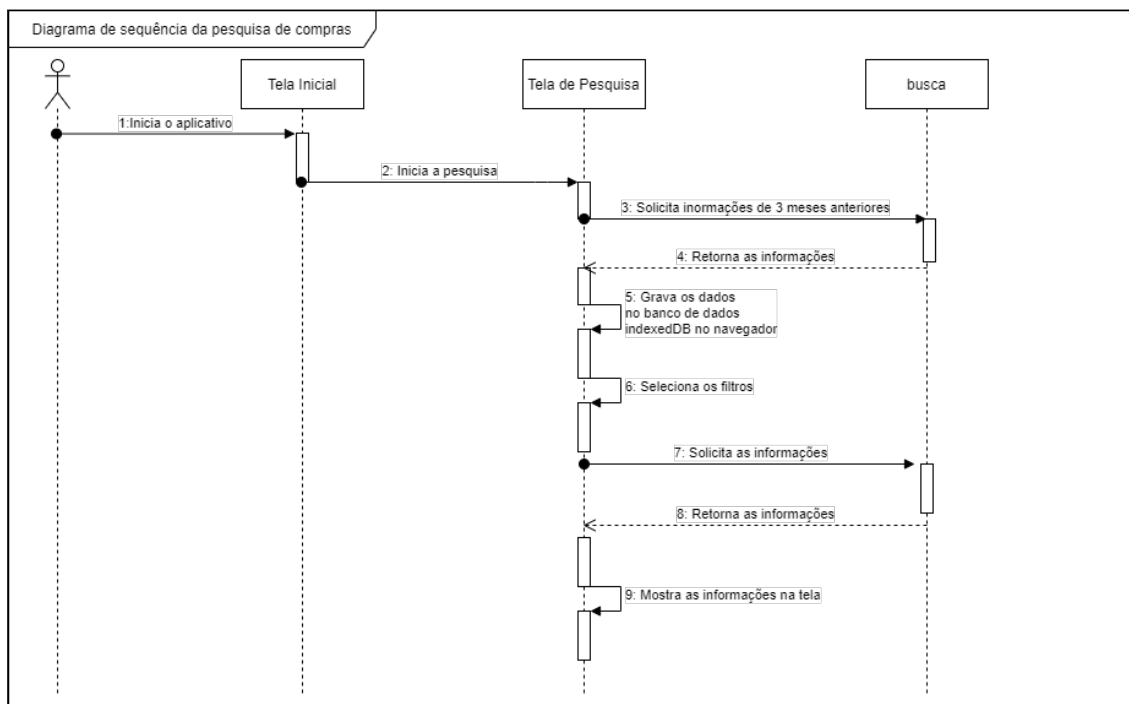 Diagrama de sequência da pesquisa de compras
Tela Inicial
Tela de Pesquisa
busca
1:Inicia o aplicativo
2: Inicia a pesquisa
3: Solicita inormações de 3 meses anteriores
4: Retorna as informações
5: Grava os dados
no banco de dados
indexedDB no navegador
6: Seleciona os filtros
7: Solicita as informações
8: Retorna as informações
9: Mostra as informações na tela